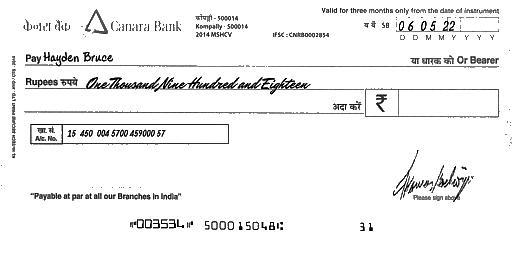 केनरा बैंक Canara Bank
कोंपल्ली - 500014
Kompally - 500014
2014 MSHCV
IFSC : CNRB0002854
Valid for three months only from the date of instrument
SB 06 05 22
D D M M Y Y Y Y
Pay Hayden Bruce
या धारक को Or Bearer
Rupees रुपये One Thousand Nine Hundred and Eighteen
अदा करें ₹
खा. सं.
A/c. No. 15 450 004 5700 459000 57
Please sign above
"Payable at par at all our Branches in India"
⑈003534⑈ 500015048⑆ 31